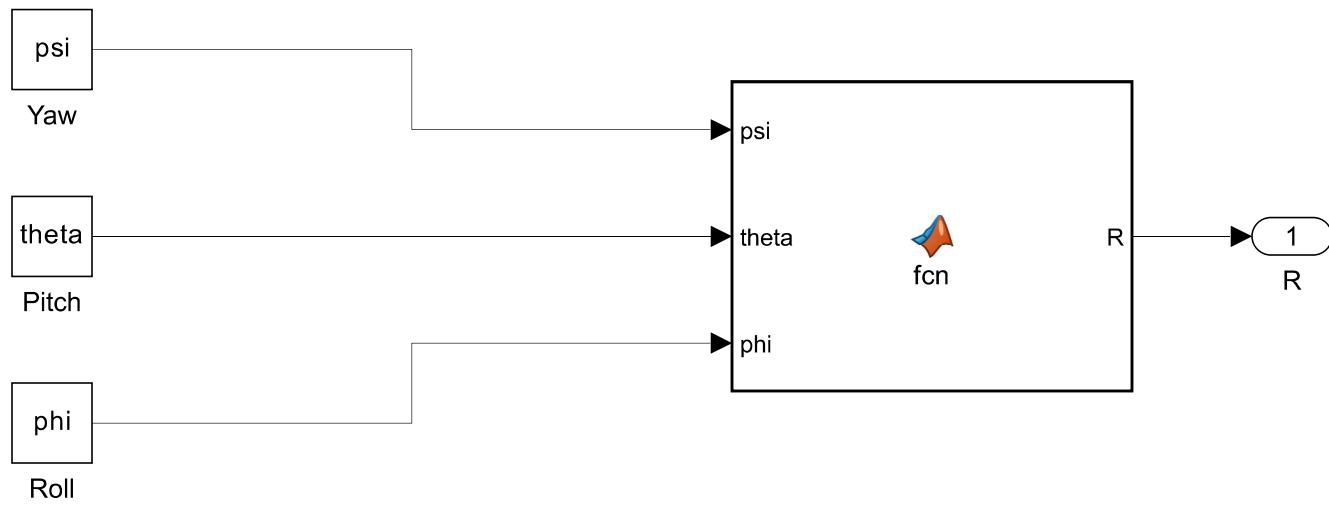 psi
Yaw
theta
Pitch
phi
Roll
psi
theta
phi
fcn
R
1
R